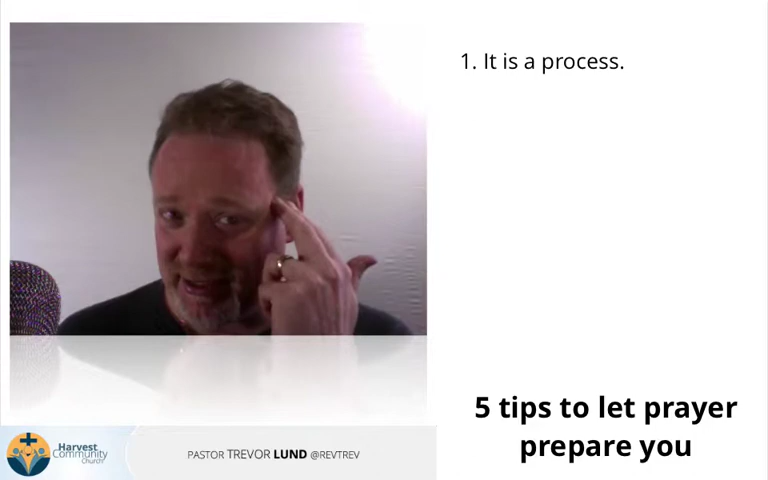 1. It is a process.
5 tips to let prayer
prepare you
Harvest
Community
Church
PASTOR TREVOR LUND @REVTREV